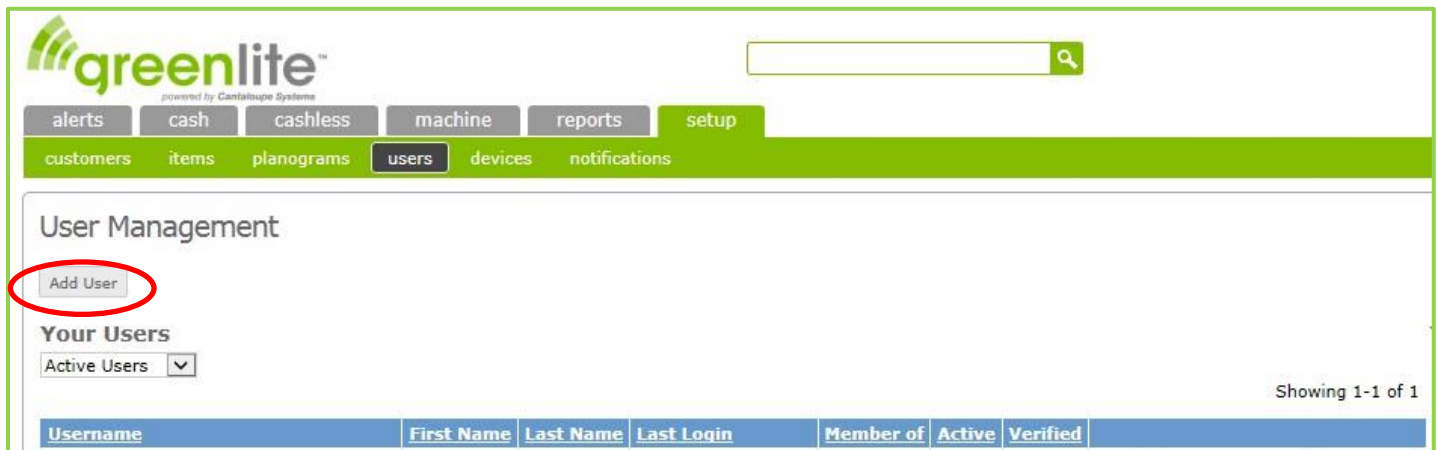 greenlite™
powered by Cantaloupe Systems
alerts cash cashless machine reports setup
customers items planograms users devices notifications
User Management
Add User
Your Users
Active Users
Showing 1-1 of 1
Username First Name Last Name Last Login Member of Active Verified